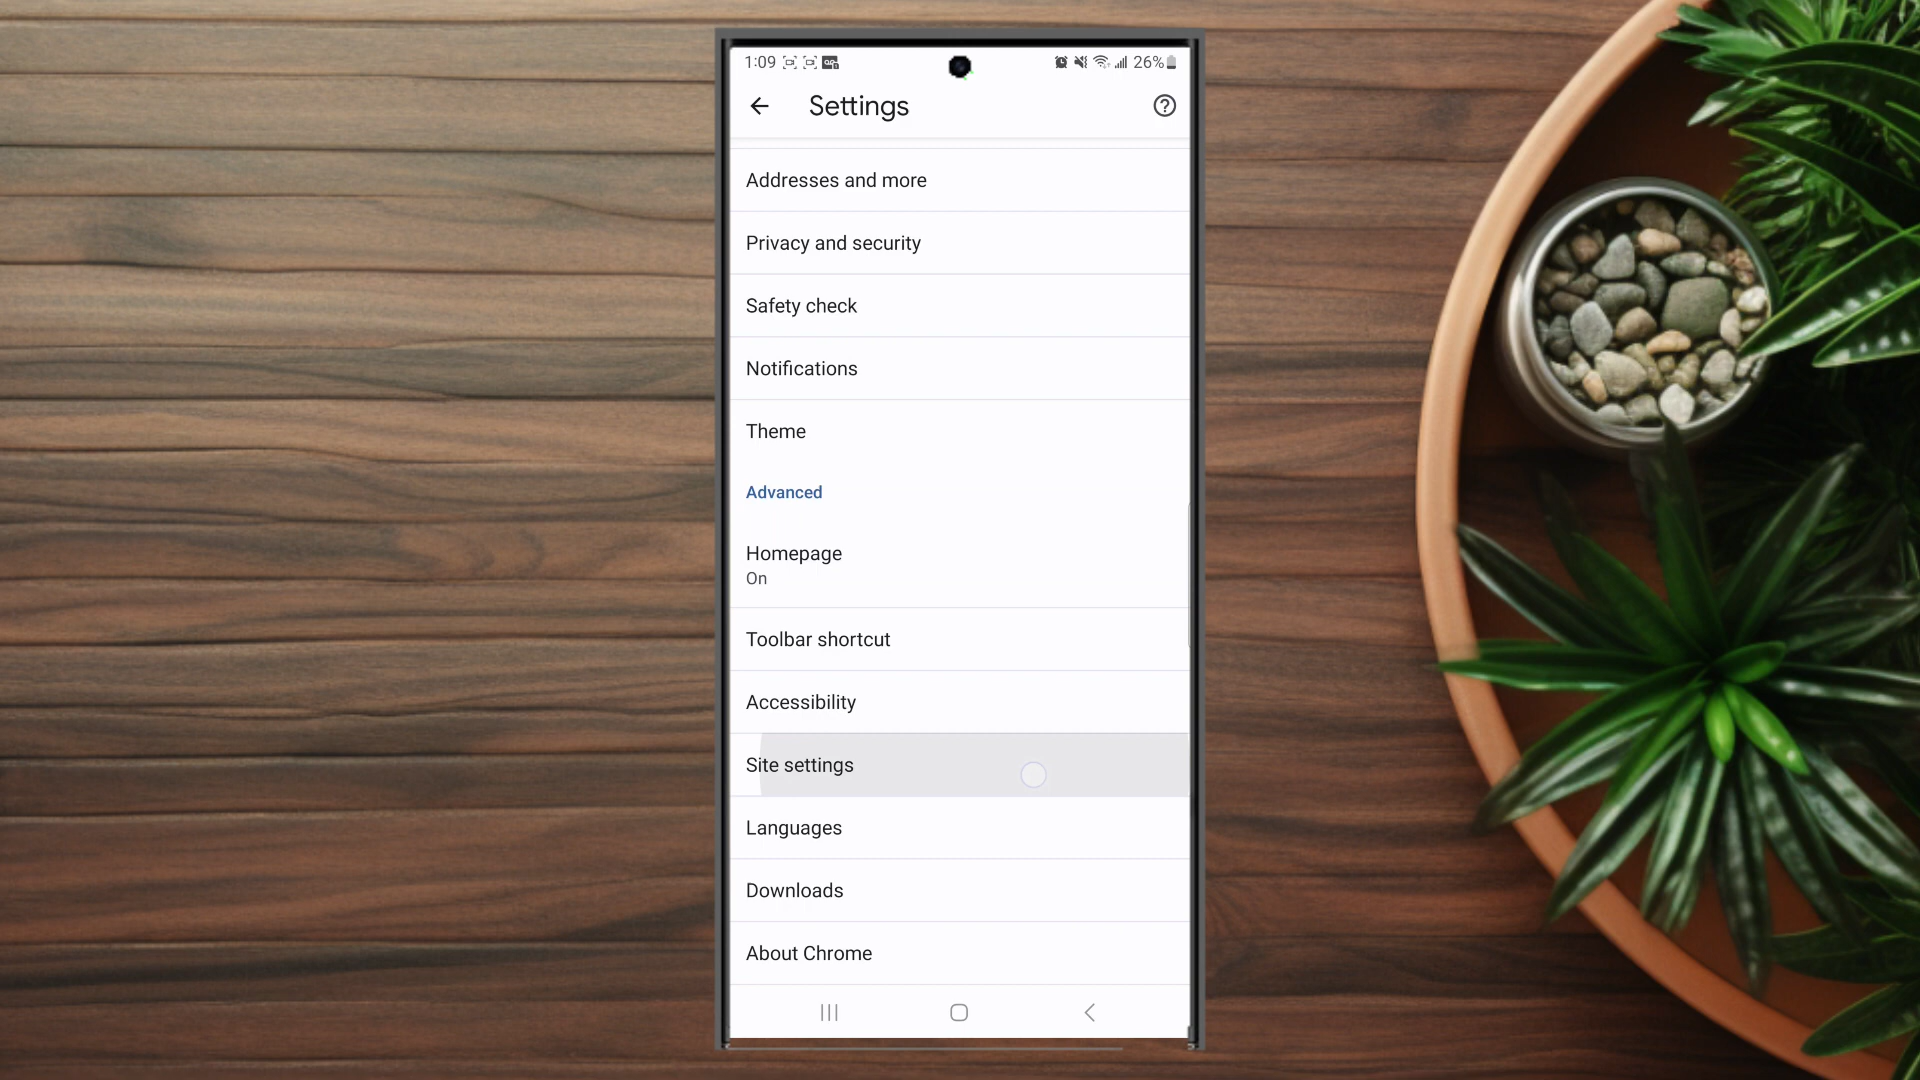 1:09 26%
Settings
Addresses and more
Privacy and security
Safety check
Notifications
Theme
Advanced
Homepage
On
Toolbar shortcut
Accessibility
Site settings
Languages
Downloads
About Chrome